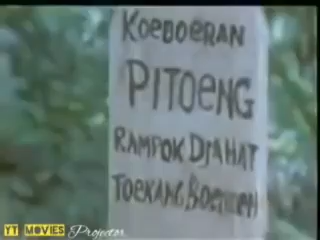 KOEBOERAN
PITOENG
RAMPOK DJAHAT
TOEKANG BOENOEH
YT MOVIES Projector